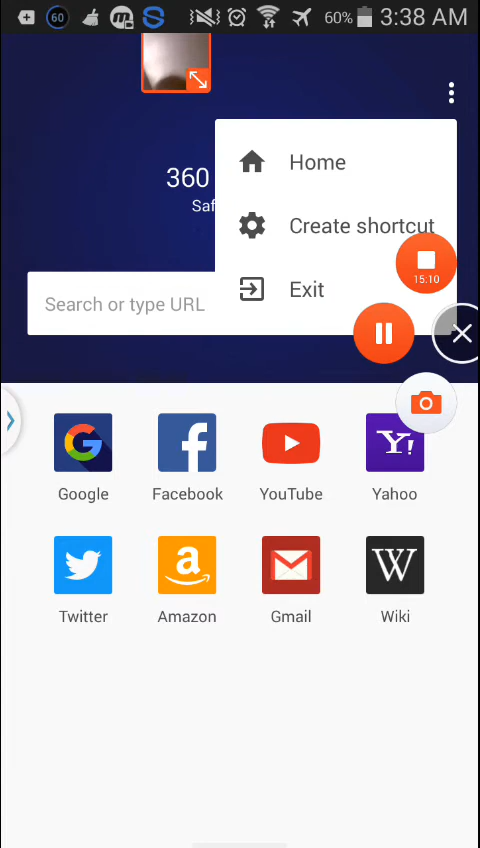 60
60%
3:38 AM
360
Saf
Home
Create shortcut
Exit
15:10
Search or type URL
Google
Facebook
YouTube
Yahoo
Twitter
Amazon
Gmail
Wiki